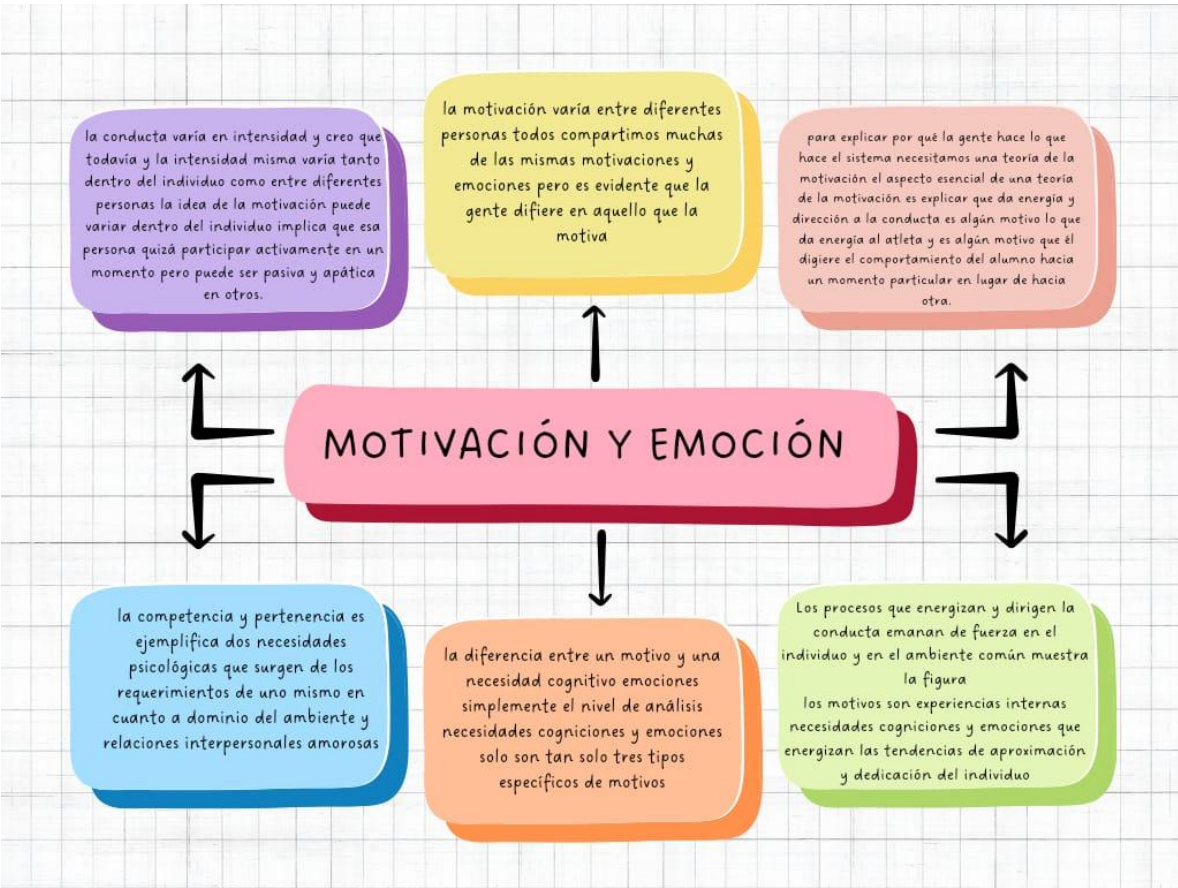 la conducta varía en intensidad y creo que
todavía y la intensidad misma varía tanto
dentro del individuo como entre diferentes
personas la idea de la motivación puede
variar dentro del individuo implica que esa
persona quizá participar activamente en un
momento pero puede ser pasiva y apática
en otros.
la motivación varía entre diferentes
personas todos compartimos muchas
de las mismas motivaciones y
emociones pero es evidente que la
gente difiere en aquello que la
motiva
para explicar por qué la gente hace lo que
hace el sistema necesitamos una teoría de la
motivación el aspecto esencial de una teoría
de la motivación es explicar que da energía y
dirección a la conducta es algún motivo lo que
da energía al atleta y es algún motivo que él
digiere el comportamiento del alumno hacia
un momento particular en lugar de hacia
otra.
MOTIVACIÓN Y EMOCIÓN
la competencia y pertenencia es
ejemplifica dos necesidades
psicológicas que surgen de los
requerimientos de uno mismo en
cuanto a dominio del ambiente y
relaciones interpersonales amorosas
la diferencia entre un motivo y una
necesidad cognitivo emociones
simplemente el nivel de análisis
necesidades cogniciones y emociones
solo son tan solo tres tipos
específicos de motivos
Los procesos que energizan y dirigen la
conducta emanan de fuerza en el
individuo y en el ambiente común muestra
la figura
los motivos son experiencias internas
necesidades cogniciones y emociones que
energizan las tendencias de aproximación
y dedicación del individuo